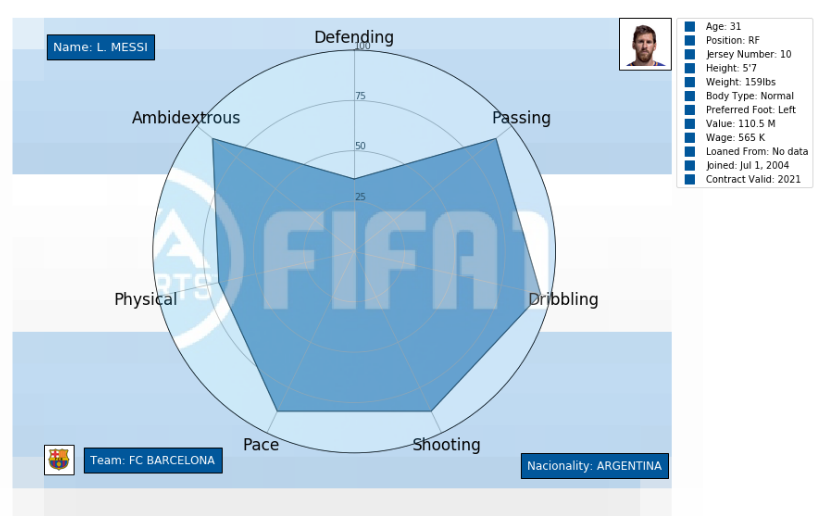 Defending
Name: L. MESSI
100
75
50
25
Ambidextrous
Passing
Physical
Dribbling
Pace
Shooting
FIFA
RTS
Team: FC BARCELONA
Nacionality: ARGENTINA
Age: 31
Position: RF
Jersey Number: 10
Height: 5'7
Weight: 159lbs
Body Type: Normal
Preferred Foot: Left
Value: 110.5 M
Wage: 565 K
Loaned From: No data
Joined: Jul 1, 2004
Contract Valid: 2021